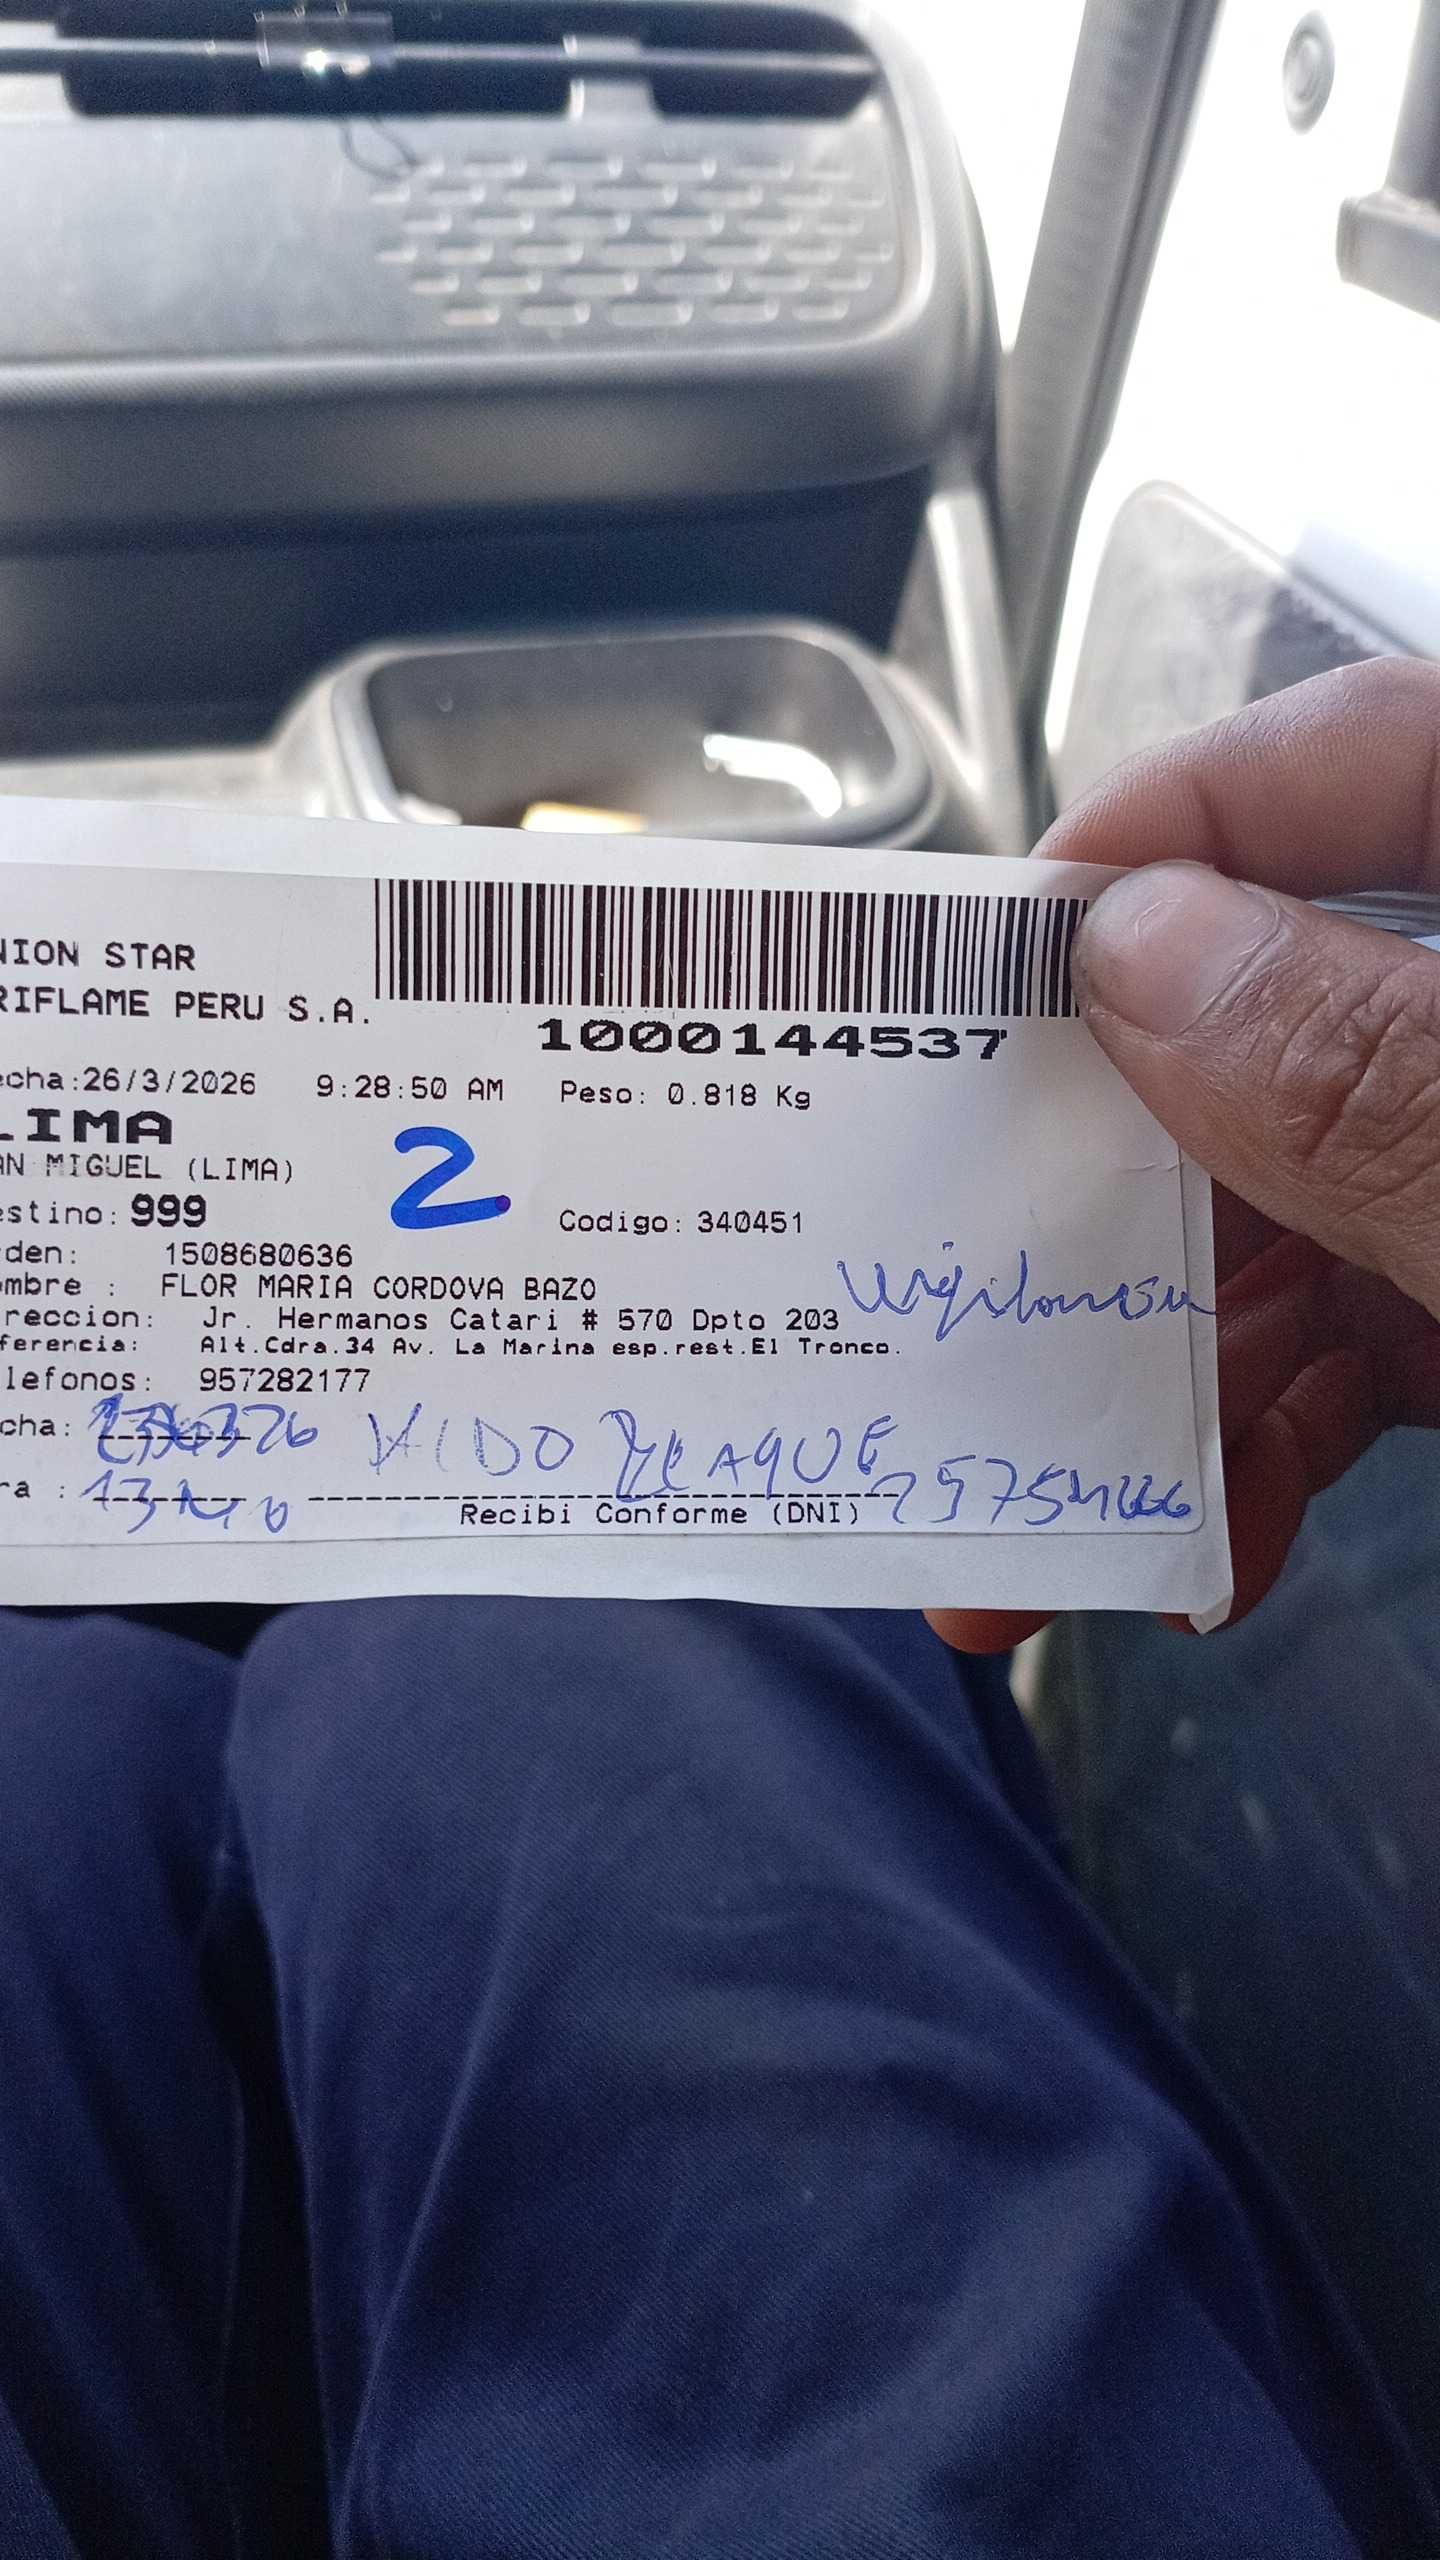 NION STAR
RIFLAME PERU S.A.
1000144537
echa:26/3/2026 9:28:50 AM Peso: 0.818 Kg
LIMA
AN MIGUEL (LIMA)
2
estino: 999 Codigo: 340451
rden: 1508680636
ombre : FLOR MARIA CORDOVA BAZO
reccion: Jr. Hermanos Catari # 570 Dpto 203
Vigilancia
ferencia: Alt.Cdra.34 Av. La Marina esp.rest.El Tronco.
lefonos: 957282177
cha:
ra :
Recibi Conforme (DNI)